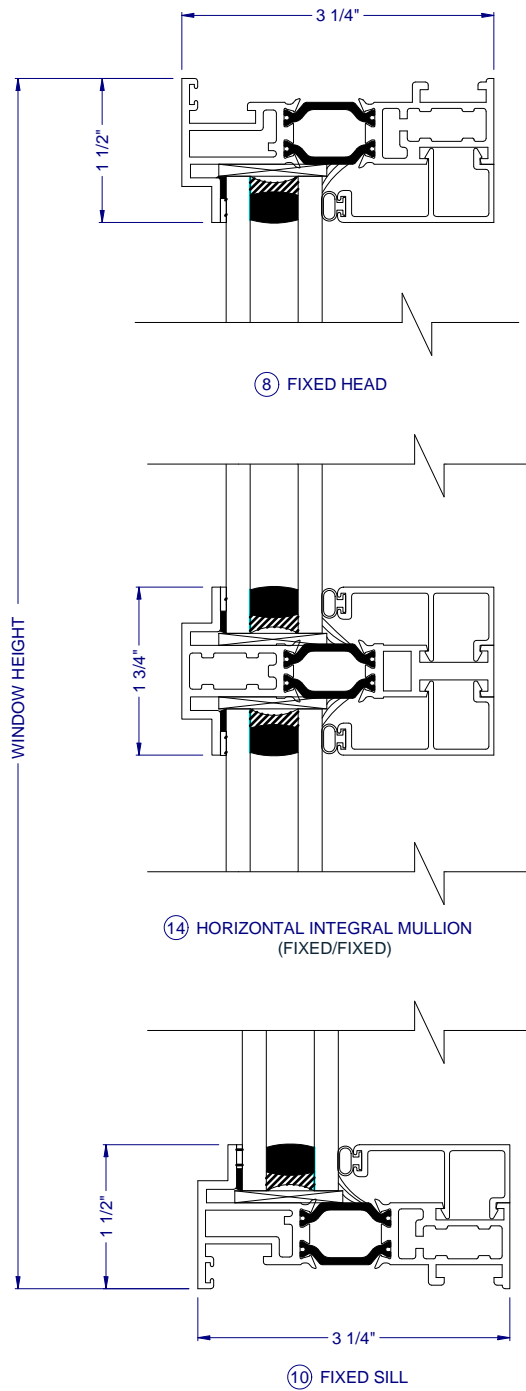 3 1/4"
1 1/2"
8 FIXED HEAD
WINDOW HEIGHT
1 3/4"
14 HORIZONTAL INTEGRAL MULLION
(FIXED/FIXED)
1 1/2"
3 1/4"
10 FIXED SILL